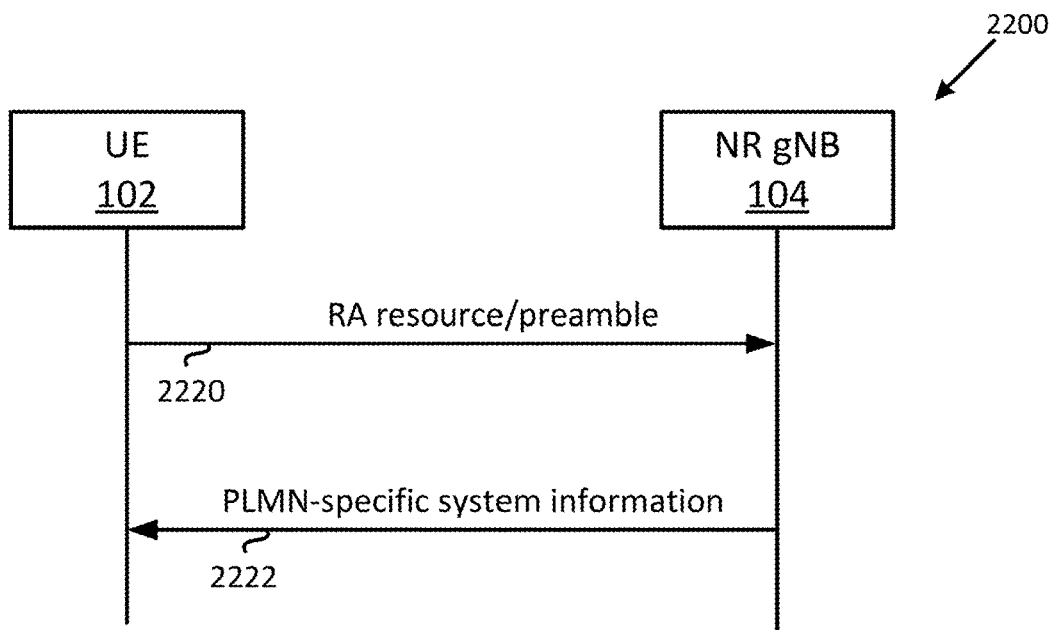 2200
UE
102
NR gNB
104
RA resource/preamble
2220
PLMN-specific system information
2222